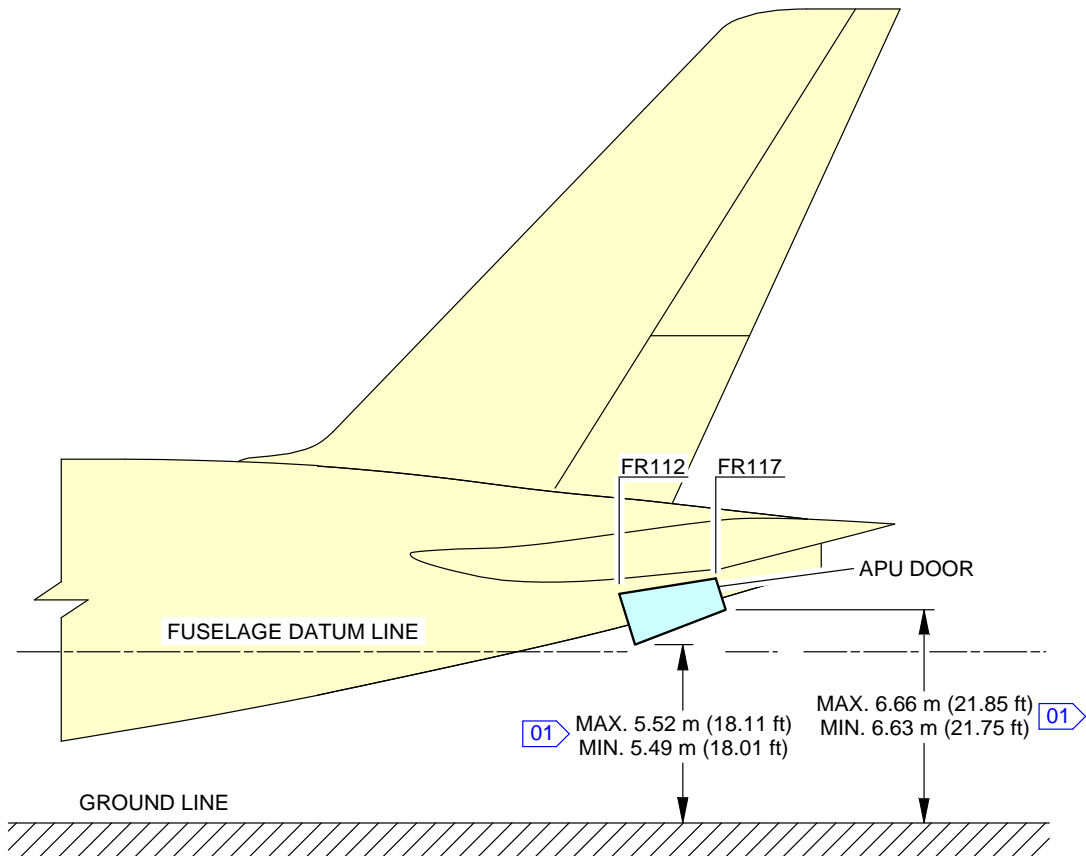 FR112
FR117
APU DOOR
FUSELAGE DATUM LINE
01
MAX. 5.52 m (18.11 ft)
MIN. 5.49 m (18.01 ft)
MAX. 6.66 m (21.85 ft)
MIN. 6.63 m (21.75 ft)
01
GROUND LINE